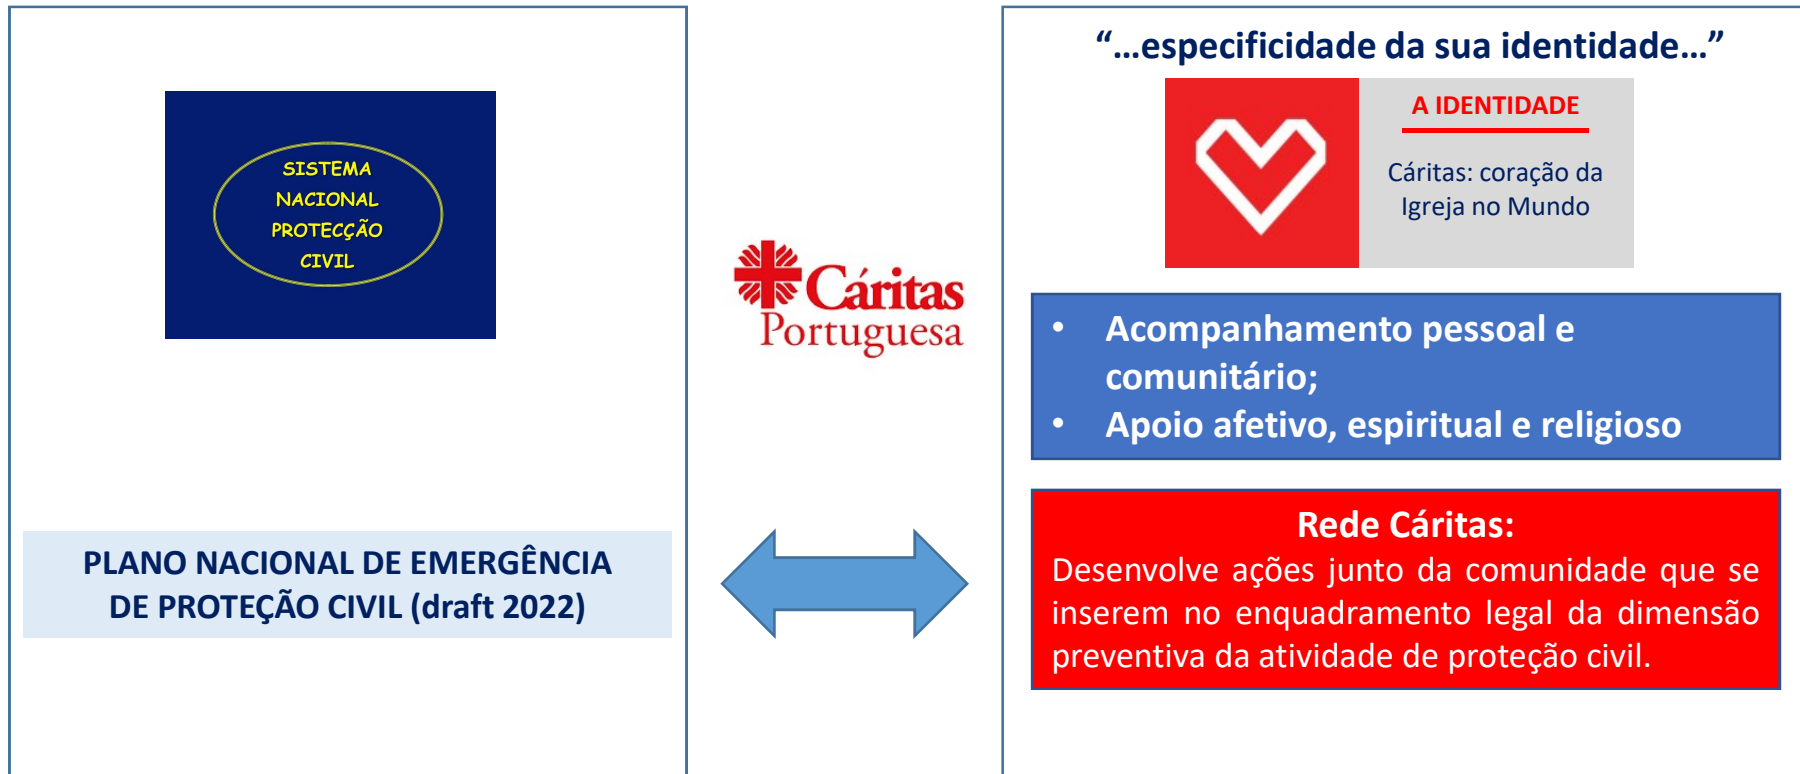 SISTEMA
NACIONAL
PROTECÇÃO
CIVIL
PLANO NACIONAL DE EMERGÊNCIA
DE PROTEÇÃO CIVIL (draft 2022)
Cáritas
Portuguesa
“...especificidade da sua identidade...”
A IDENTIDADE
Cáritas: coração da
Igreja no Mundo
• Acompanhamento pessoal e
comunitário;
• Apoio afetivo, espiritual e religioso
Rede Cáritas:
Desenvolve ações junto da comunidade que se
inserem no enquadramento legal da dimensão
preventiva da atividade de proteção civil.